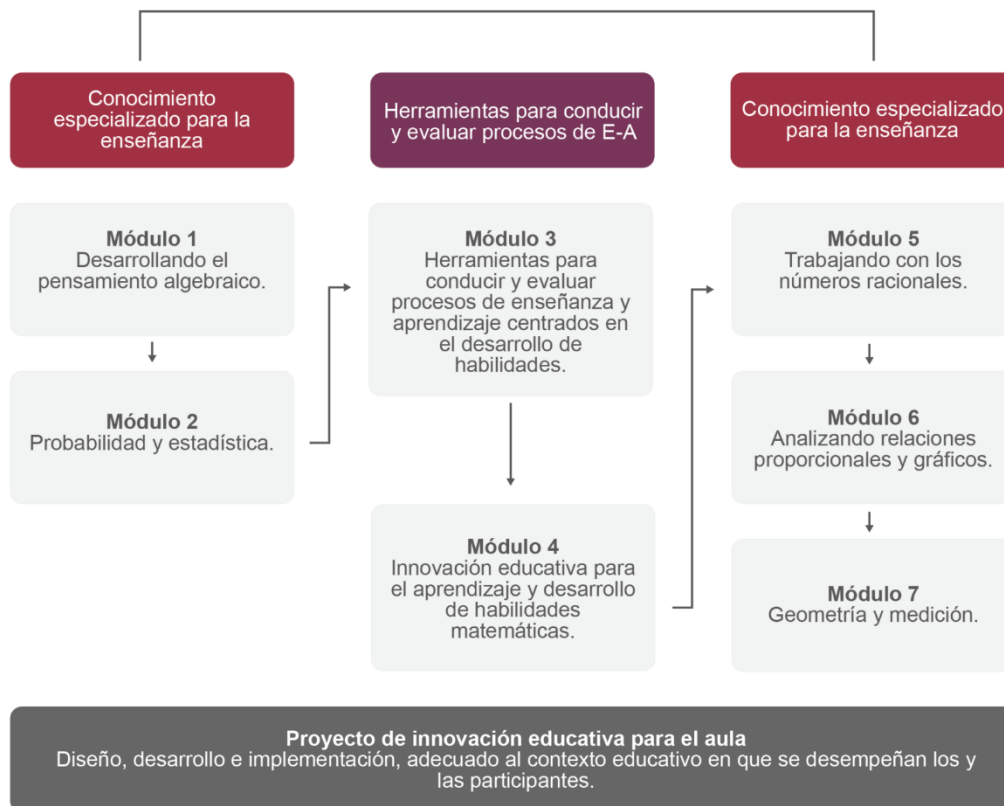 Conocimiento
especializado para la
enseñanza
Herramientas para conducir
y evaluar procesos de E-A
Conocimiento especializado
para la enseñanza
Módulo 1
Desarrollando el
pensamiento algebraico.
Módulo 2
Probabilidad y estadística.
Módulo 3
Herramientas para
conducir y evaluar
procesos de enseñanza y
aprendizaje centrados en
el desarrollo de
habilidades.
Módulo 4
Innovación educativa para
el aprendizaje y desarrollo
de habilidades
matemáticas.
Módulo 5
Trabajando con los
números racionales.
Módulo 6
Analizando relaciones
proporcionales y gráficos.
Módulo 7
Geometría y medición.
Proyecto de innovación educativa para el aula
Diseño, desarrollo e implementación, adecuado al contexto educativo en que se desempeñan los y
las participantes.